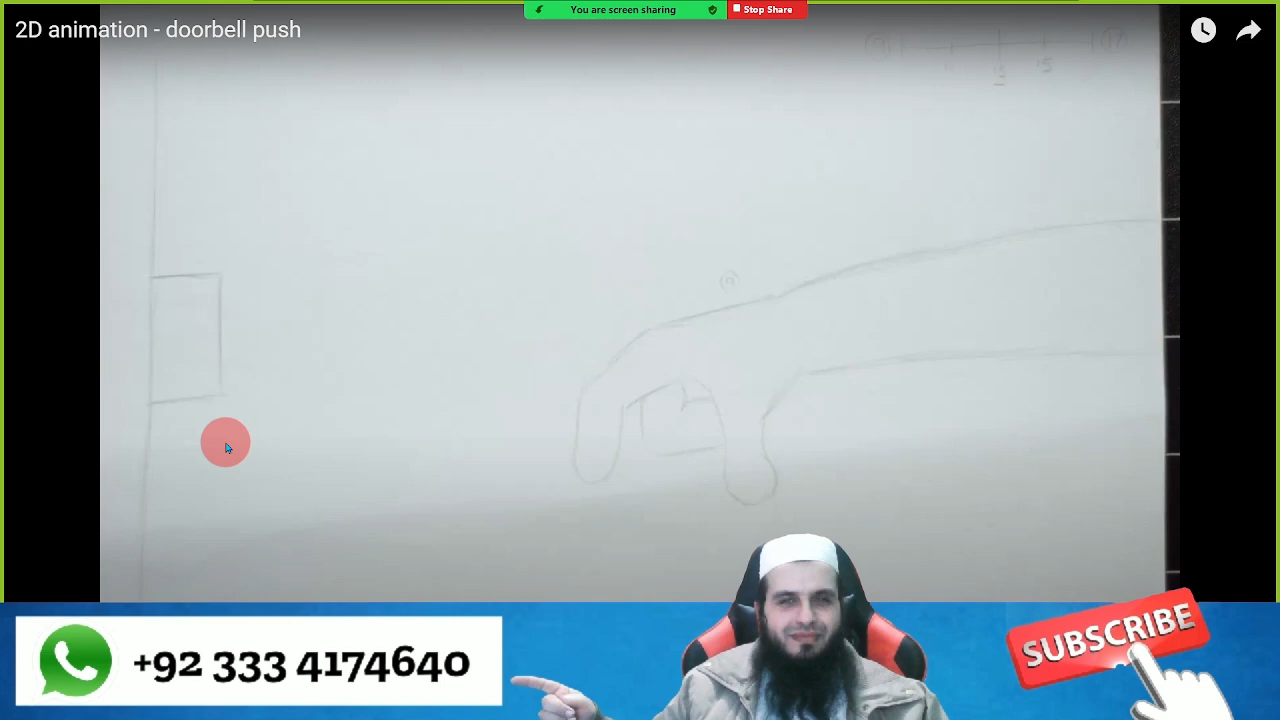 You are screen sharing
Stop Share
2D animation - doorbell push
+92 333 4174640
SUBSCRIBE